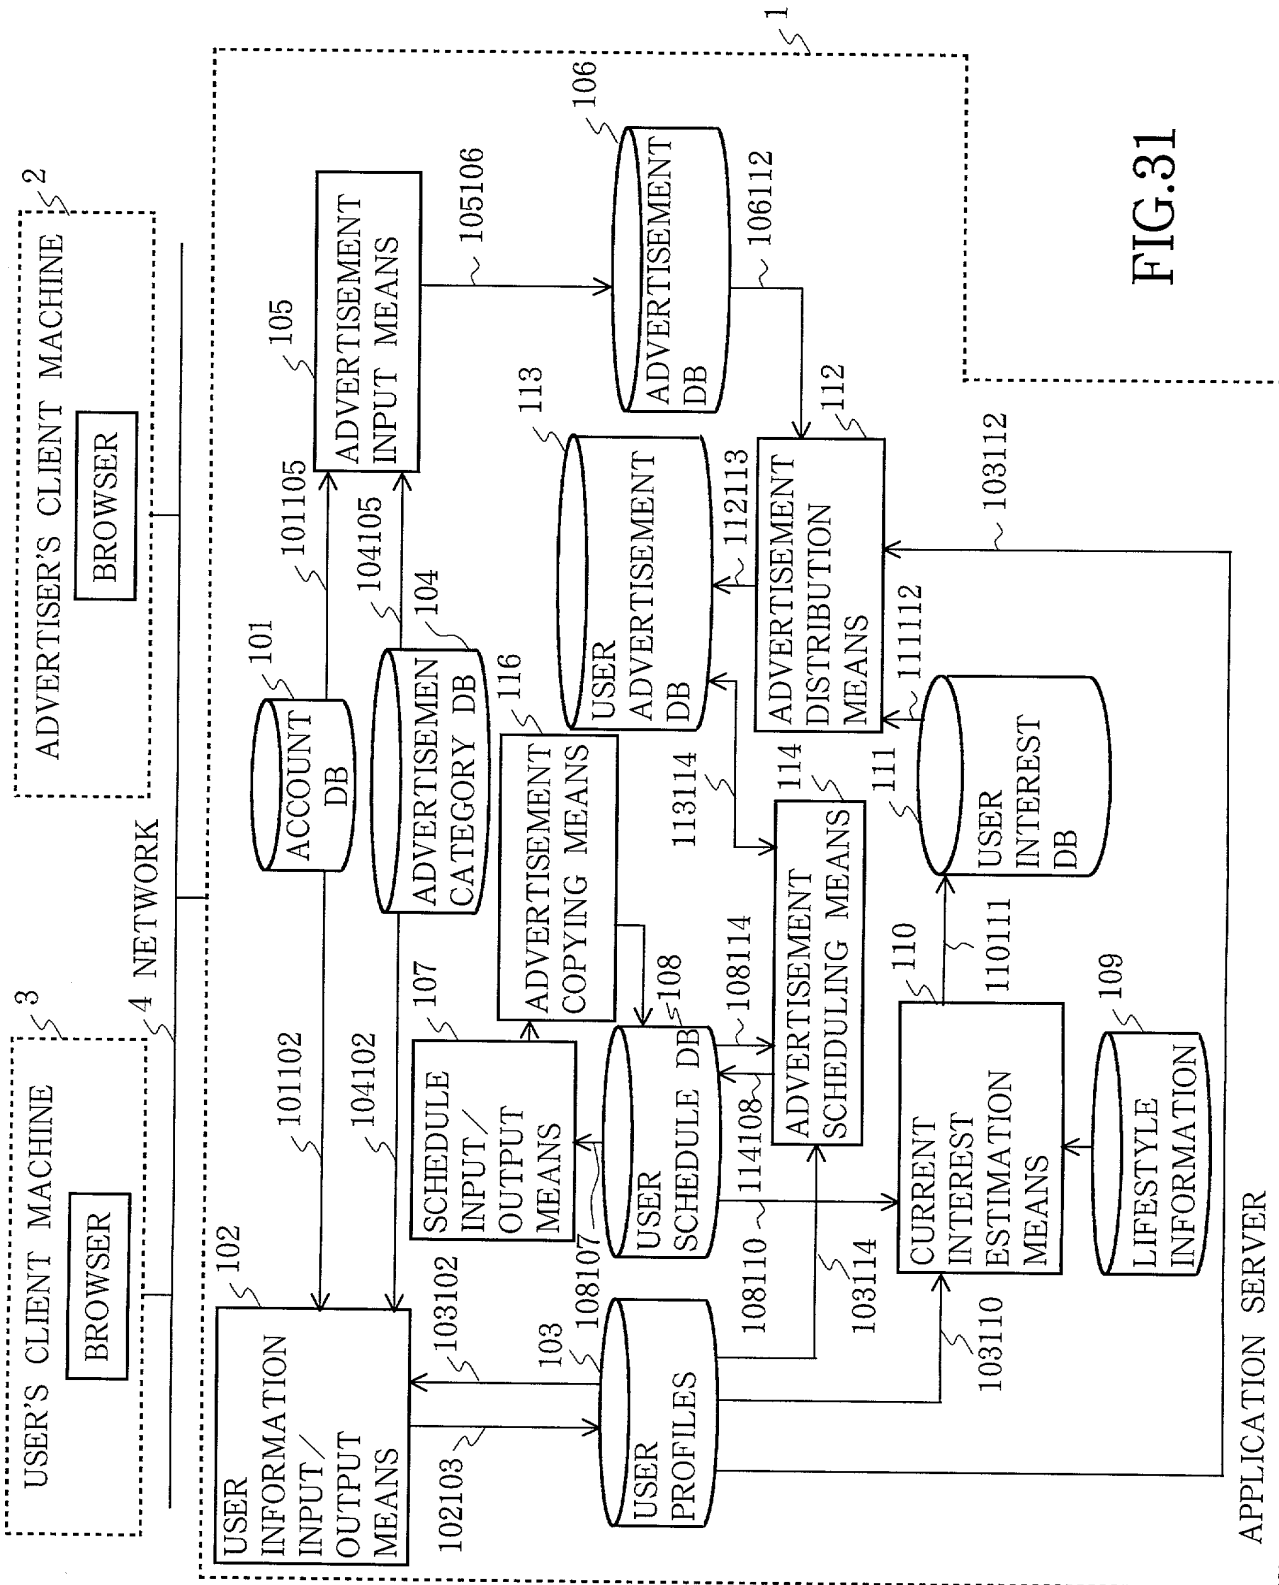 USER'S CLIENT MACHINE
3
BROWSER
ADVERTISER'S CLIENT MACHINE
2
BROWSER
4 NETWORK
1
102
USER
INFORMATION
INPUT/
OUTPUT
MEANS
101102
104102
101
ACCOUNT
DB
101105
104105
104
ADVERTISEMEN
CATEGORY DB
105
ADVERTISEMENT
INPUT MEANS
105106
106
ADVERTISEMENT
DB
106112
102103
103102
103
USER
PROFILES
107
SCHEDULE
INPUT/
OUTPUT
MEANS
108107
116
ADVERTISEMENT
COPYING MEANS
108
USER
SCHEDULE DB
108114
114108
108110
103114
103110
113
USER
ADVERTISEMENT
DB
113114
112113
114
ADVERTISEMENT
SCHEDULING MEANS
112
ADVERTISEMENT
DISTRIBUTION
MEANS
103112
111112
111
USER
INTEREST
DB
110
CURRENT
INTEREST
ESTIMATION
MEANS
110111
109
LIFESTYLE
INFORMATION
APPLICATION SERVER
FIG.31